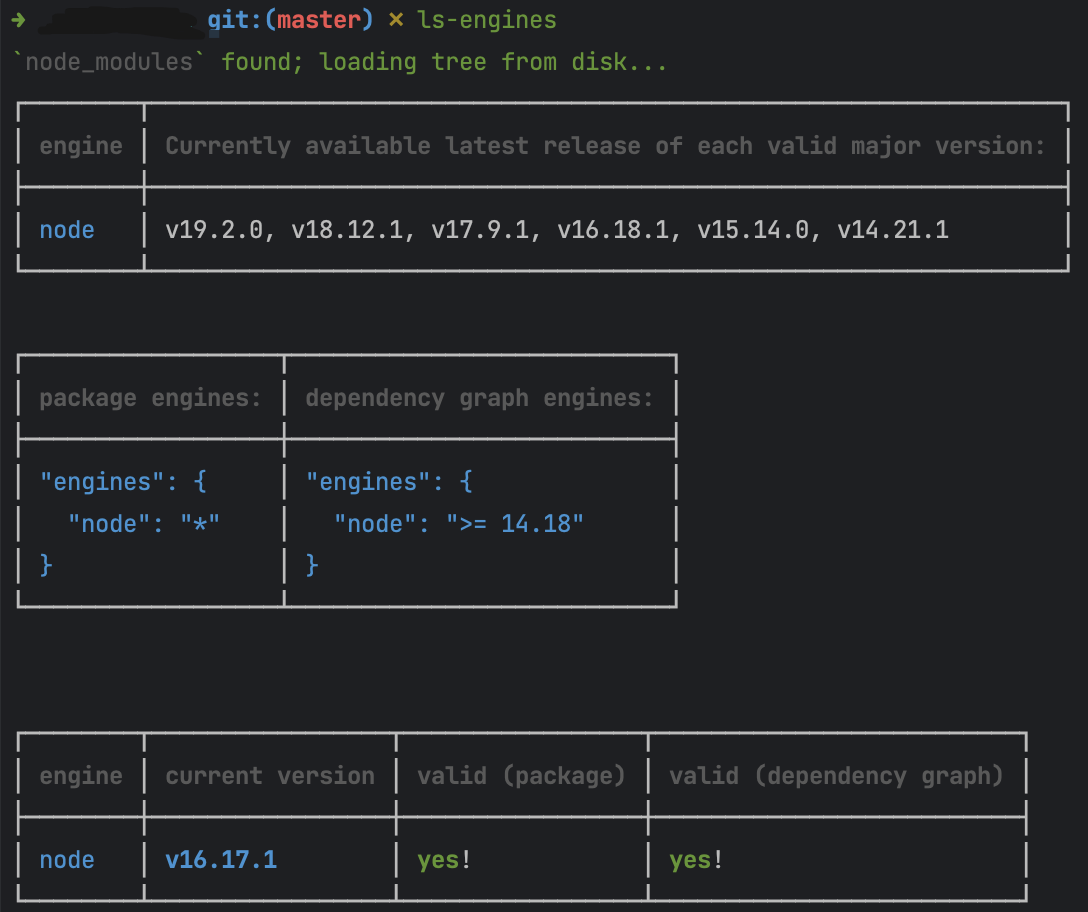 ➜ git:(master) ✗ ls-engines
`node_modules` found; loading tree from disk...
engine Currently available latest release of each valid major version:
node v19.2.0, v18.12.1, v17.9.1, v16.18.1, v15.14.0, v14.21.1
package engines: dependency graph engines:
"engines": { "engines": {
"node": "*" "node": ">= 14.18"
} }
engine current version valid (package) valid (dependency graph)
node v16.17.1 yes! yes!